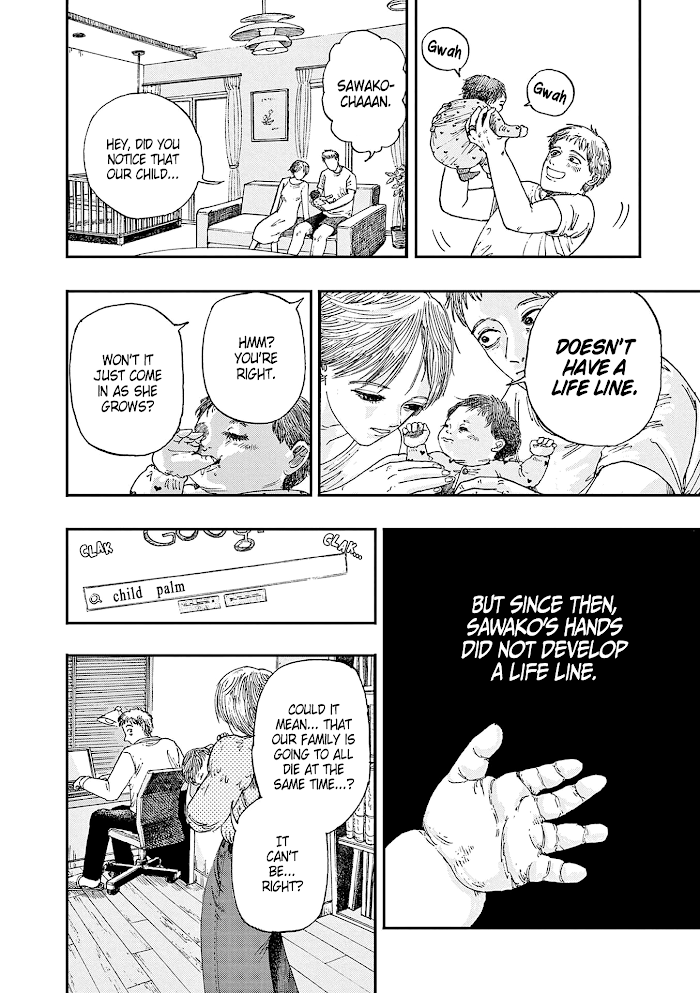 Gwah
Gwah
SAWAKO-
CHAAAN.
HEY, DID YOU
NOTICE THAT
OUR CHILD...
DOESN'T
HAVE A
LIFE LINE.
HMM?
YOU'RE
RIGHT.
WON'T IT
JUST COME
IN AS SHE
GROWS?
BUT SINCE THEN,
SAWAKO'S HANDS
DID NOT DEVELOP
A LIFE LINE.
CLAK
CLAK...
child palm
COULD IT
MEAN... THAT
OUR FAMILY IS
GOING TO ALL
DIE AT THE
SAME TIME...?
IT
CAN'T
BE...
RIGHT?